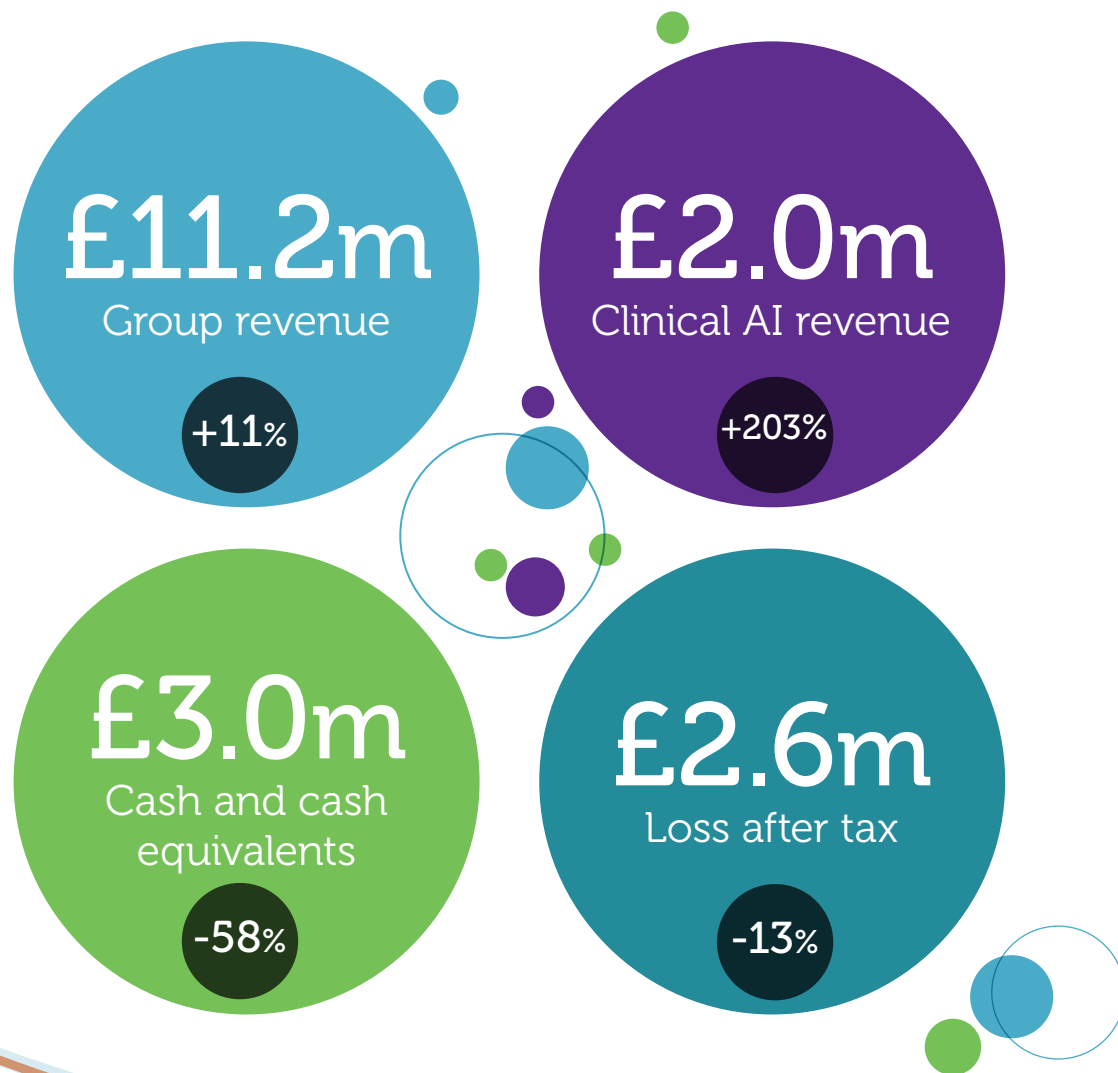 £11.2m
Group revenue
+11%
£2.0m
Clinical AI revenue
+203%
£3.0m
Cash and cash
equivalents
-58%
£2.6m
Loss after tax
-13%